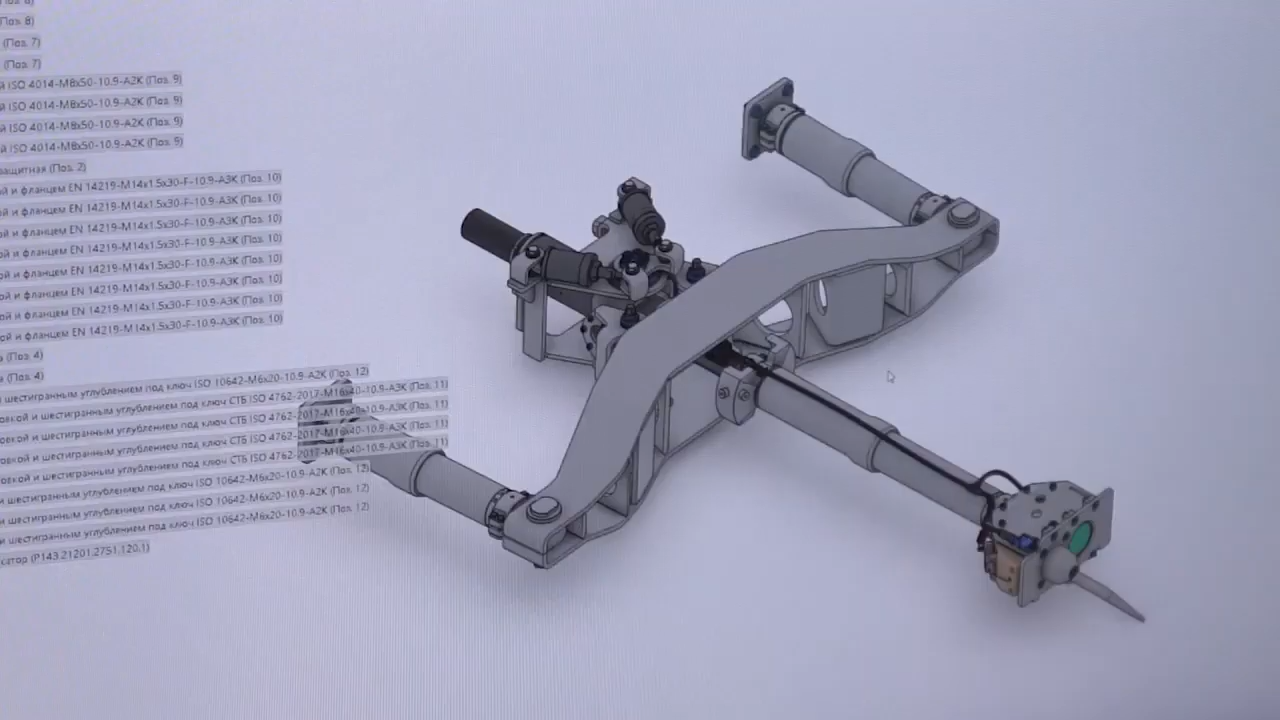 (Поз. 8)
(Поз. 7)
(Поз. 7)
й ISO 4014-M8x50-10.9-A2K (Поз. 9)
й ISO 4014-M8x50-10.9-A2K (Поз. 9)
й ISO 4014-M8x50-10.9-A2K (Поз. 9)
й ISO 4014-M8x50-10.9-A2K (Поз. 9)
защитная (Поз. 2)
ой и фланцем EN 14219-M14x1.5x30-F-10.9-A3K (Поз. 10)
ой и фланцем EN 14219-M14x1.5x30-F-10.9-A3K (Поз. 10)
ой и фланцем EN 14219-M14x1.5x30-F-10.9-A3K (Поз. 10)
ой и фланцем EN 14219-M14x1.5x30-F-10.9-A3K (Поз. 10)
ой и фланцем EN 14219-M14x1.5x30-F-10.9-A3K (Поз. 10)
ой и фланцем EN 14219-M14x1.5x30-F-10.9-A3K (Поз. 10)
ой и фланцем EN 14219-M14x1.5x30-F-10.9-A3K (Поз. 10)
ой и фланцем EN 14219-M14x1.5x30-F-10.9-A3K (Поз. 10)
(Поз. 4)
(Поз. 4)
и шестигранным углублением под ключ ISO 10642-M6x20-10.9-A2K (Поз. 12)
овкой и шестигранным углублением под ключ СТБ ISO 4762-2017-M16x40-10.9-A3K (Поз. 11)
овкой и шестигранным углублением под ключ СТБ ISO 4762-2017-M16x40-10.9-A3K (Поз. 11)
овкой и шестигранным углублением под ключ СТБ ISO 4762-2017-M16x40-10.9-A3K (Поз. 11)
овкой и шестигранным углублением под ключ СТБ ISO 4762-2017-M16x40-10.9-A3K (Поз. 11)
и шестигранным углублением под ключ ISO 10642-M6x20-10.9-A2K (Поз. 12)
и шестигранным углублением под ключ ISO 10642-M6x20-10.9-A2K (Поз. 12)
и шестигранным углублением под ключ ISO 10642-M6x20-10.9-A2K (Поз. 12)
(P143.21201.2751.120.1)